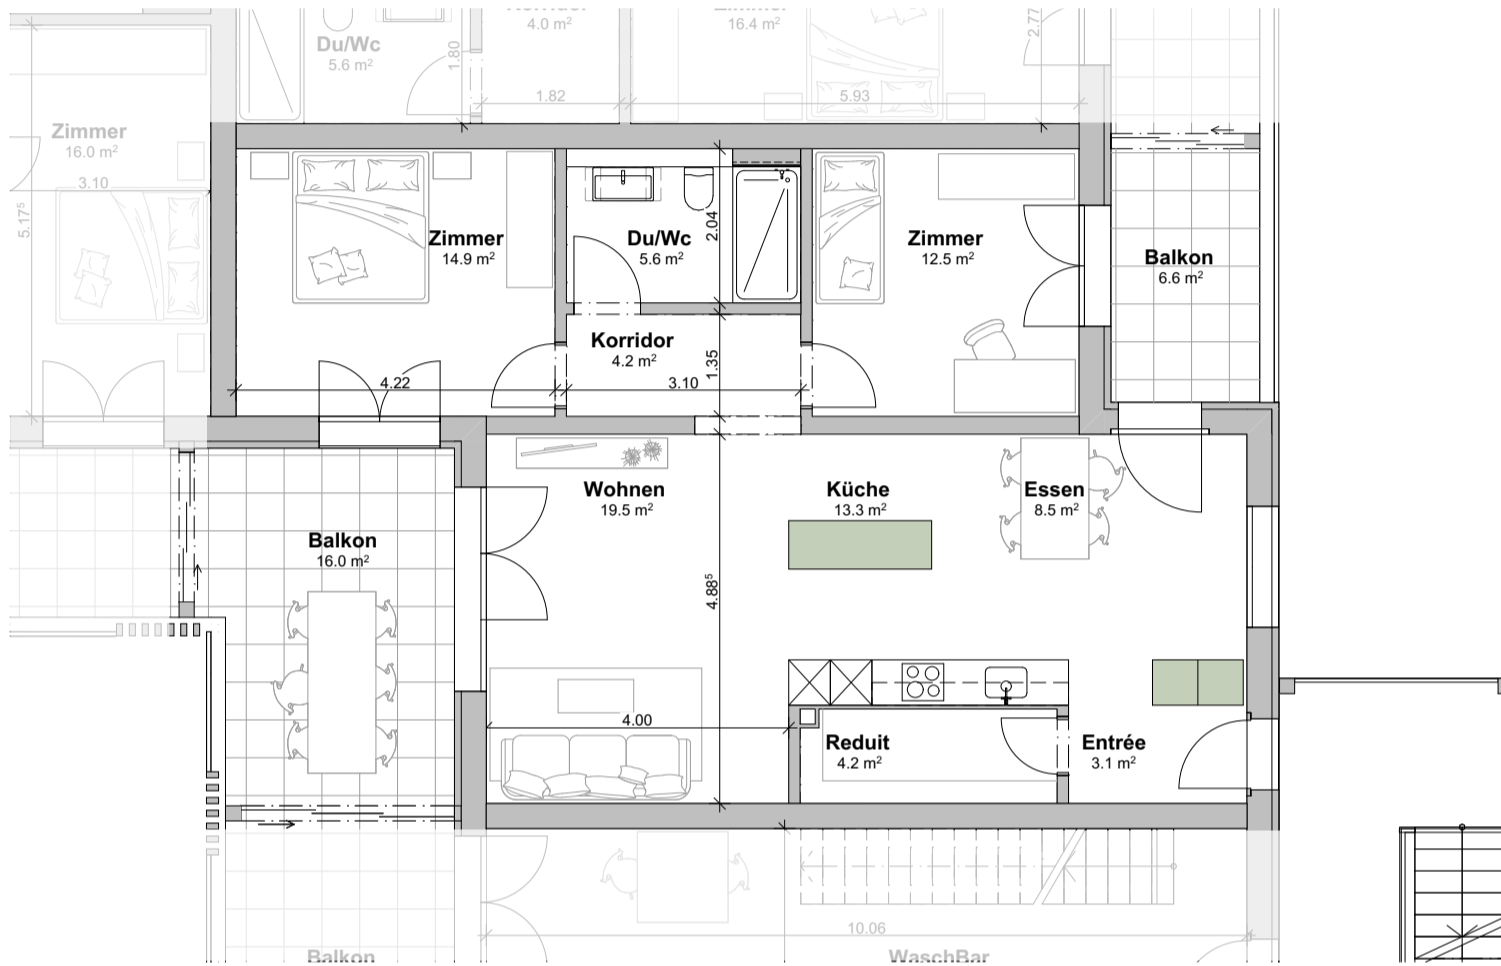 Korridor
4.0 m²
Zimmer
16.4 m²
2.77
Du/Wc
5.6 m²
1.80
1.82
5.93
Zimmer
16.0 m²
3.10
5.17⁵
Zimmer
14.9 m²
Du/Wc
5.6 m²
2.04
Zimmer
12.5 m²
Balkon
6.6 m²
Korridor
4.2 m²
1.35
4.22
3.10
Wohnen
19.5 m²
Küche
13.3 m²
Essen
8.5 m²
Balkon
16.0 m²
4.88⁵
4.00
Reduit
4.2 m²
Entrée
3.1 m²
10.06
Balkon
WaschBar